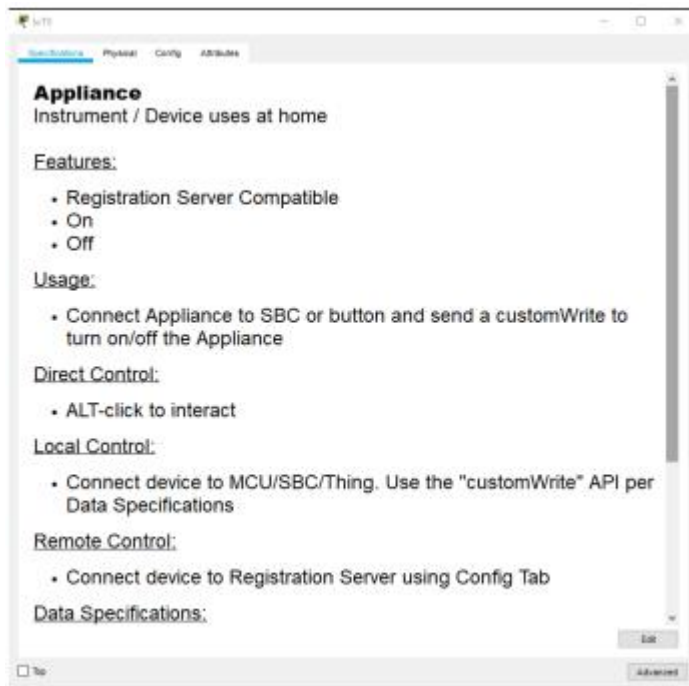 IoT0
Specifications Physical Config Attributes
Appliance
Instrument / Device uses at home
Features:
• Registration Server Compatible
• On
• Off
Usage:
• Connect Appliance to SBC or button and send a customWrite to
turn on/off the Appliance
Direct Control:
• ALT-click to interact
Local Control:
• Connect device to MCU/SBC/Thing. Use the "customWrite" API per
Data Specifications
Remote Control:
• Connect device to Registration Server using Config Tab
Data Specifications:
Edit
Top
Advanced